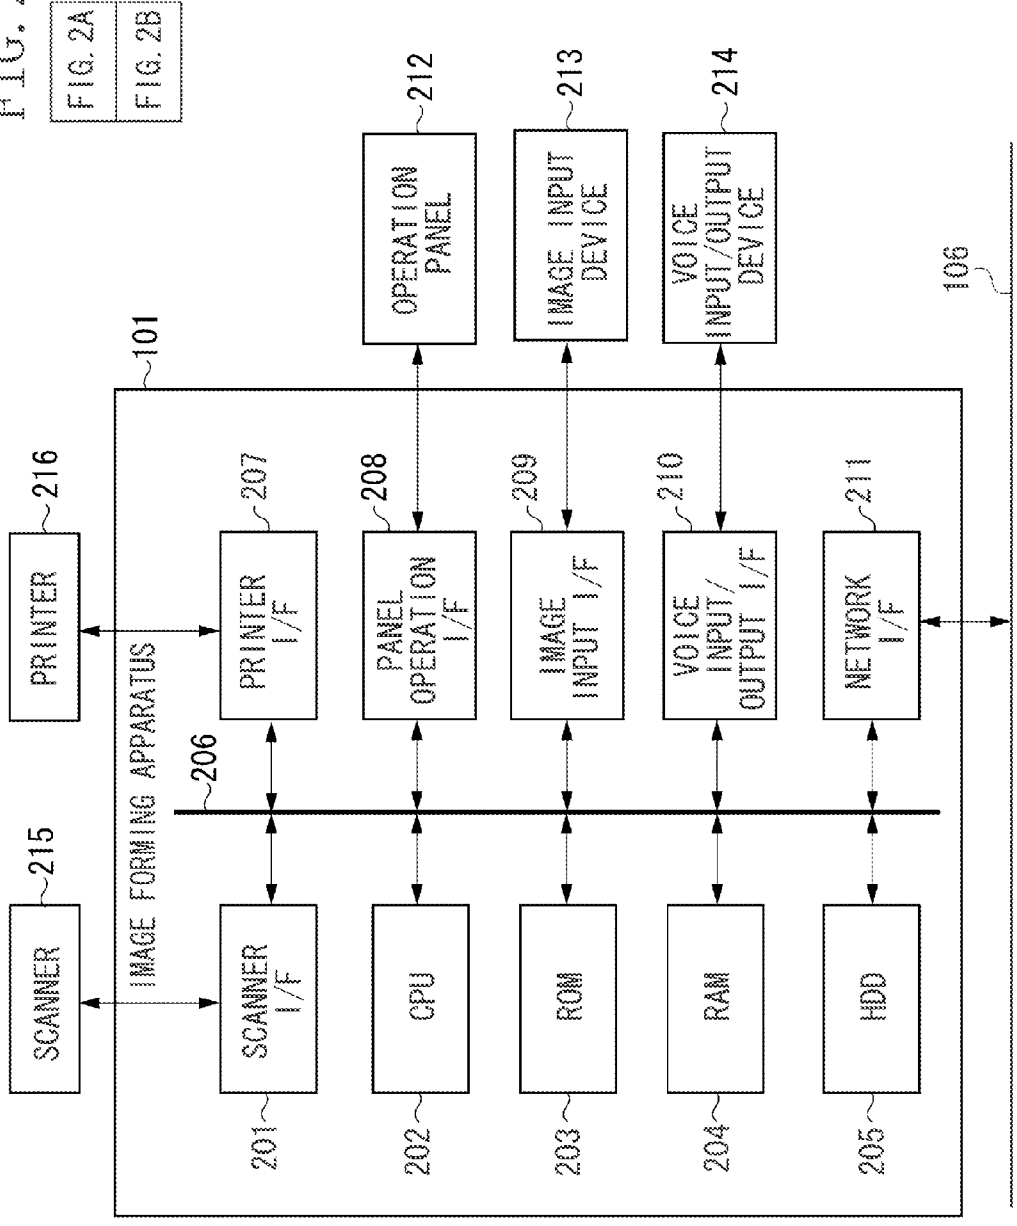 FIG. 2A
FIG. 2B
SCANNER
215
PRINTER
216
IMAGE FORMING APPARATUS
101
201
SCANNER
I/F
206
PRINTER
I/F
207
202
CPU
PANEL
OPERATION
I/F
208
OPERATION
PANEL
212
203
ROM
IMAGE
INPUT I/F
209
IMAGE INPUT
DEVICE
213
204
RAM
VOICE
INPUT/
OUTPUT I/F
210
VOICE
INPUT/OUTPUT
DEVICE
214
205
HDD
NETWORK
I/F
211
106